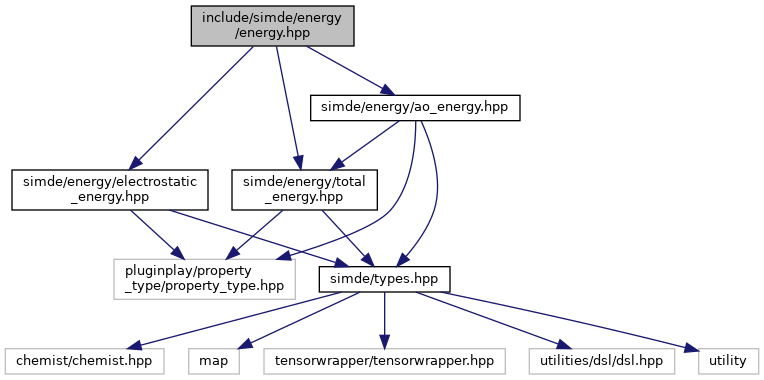 include/simde/energy
/energy.hpp
simde/energy/ao_energy.hpp
simde/energy/electrostatic
_energy.hpp
simde/energy/total
_energy.hpp
pluginplay/property
_type/property_type.hpp
simde/types.hpp
chemist/chemist.hpp
map
tensorwrapper/tensorwrapper.hpp
utilities/dsl/dsl.hpp
utility